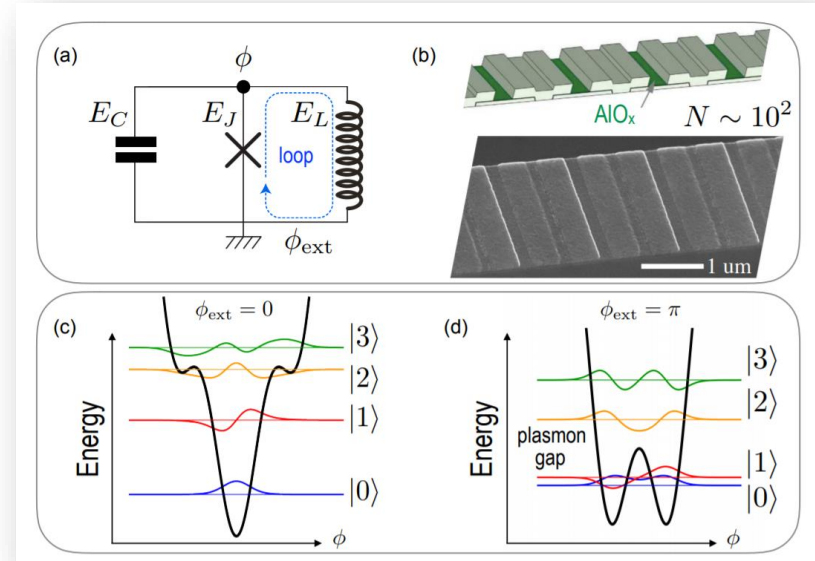 (a)
ϕ
E_C
E_J
E_L
loop
ϕ_ext
(b)
AlOₓ
N ∼ 10²
1 um
(c)
ϕ_ext = 0
|3⟩
|2⟩
|1⟩
|0⟩
Energy
ϕ
(d)
ϕ_ext = π
|3⟩
|2⟩
plasmon
gap
|1⟩
|0⟩
Energy
ϕ